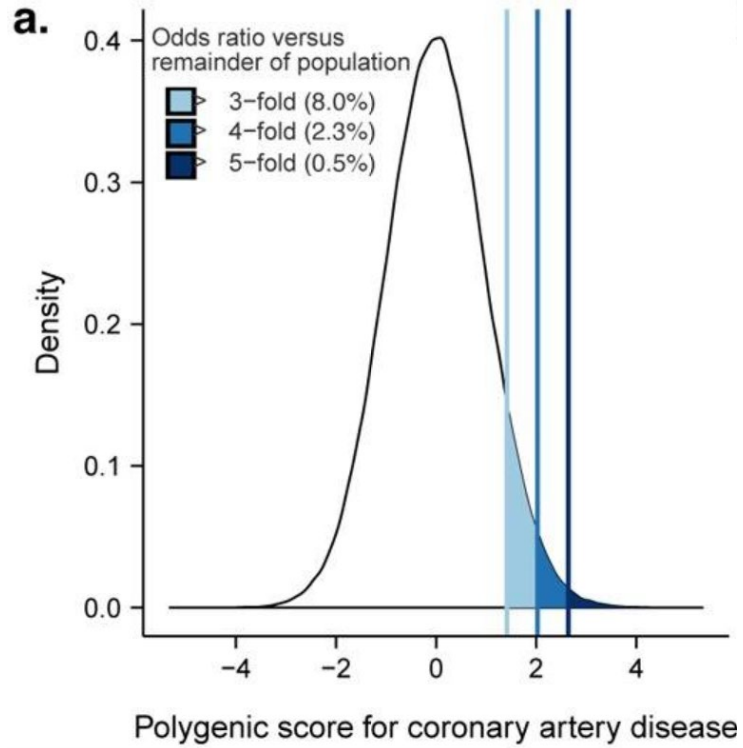 a.
Odds ratio versus
remainder of population
> 3-fold (8.0%)
> 4-fold (2.3%)
> 5-fold (0.5%)
0.4
0.3
0.2
0.1
0.0
Density
−4 −2 0 2 4
Polygenic score for coronary artery disease